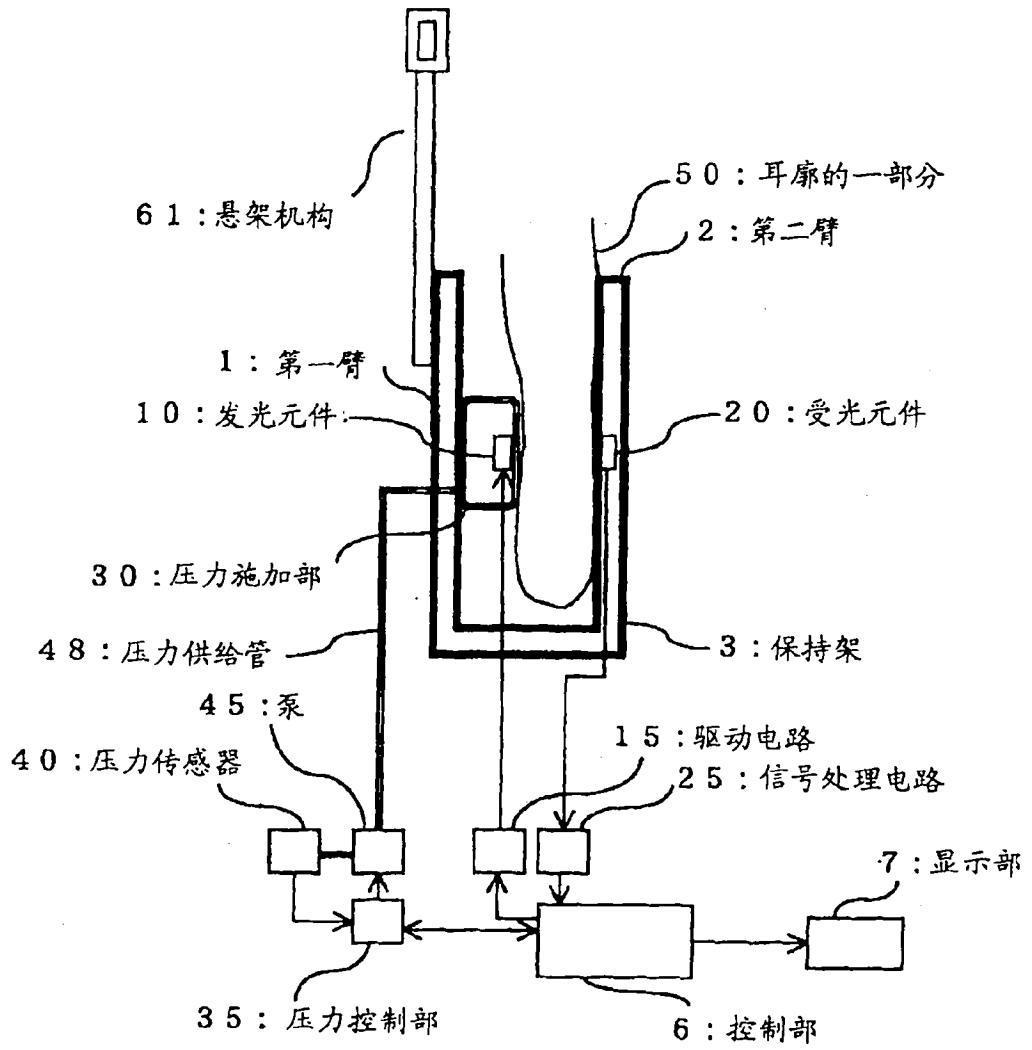 50：耳廓的一部分
61：悬架机构
2：第二臂
1：第一臂
10：发光元件
20：受光元件
30：压力施加部
48：压力供给管
3：保持架
45：泵
40：压力传感器
15：驱动电路
25：信号处理电路
7：显示部
35：压力控制部
6：控制部